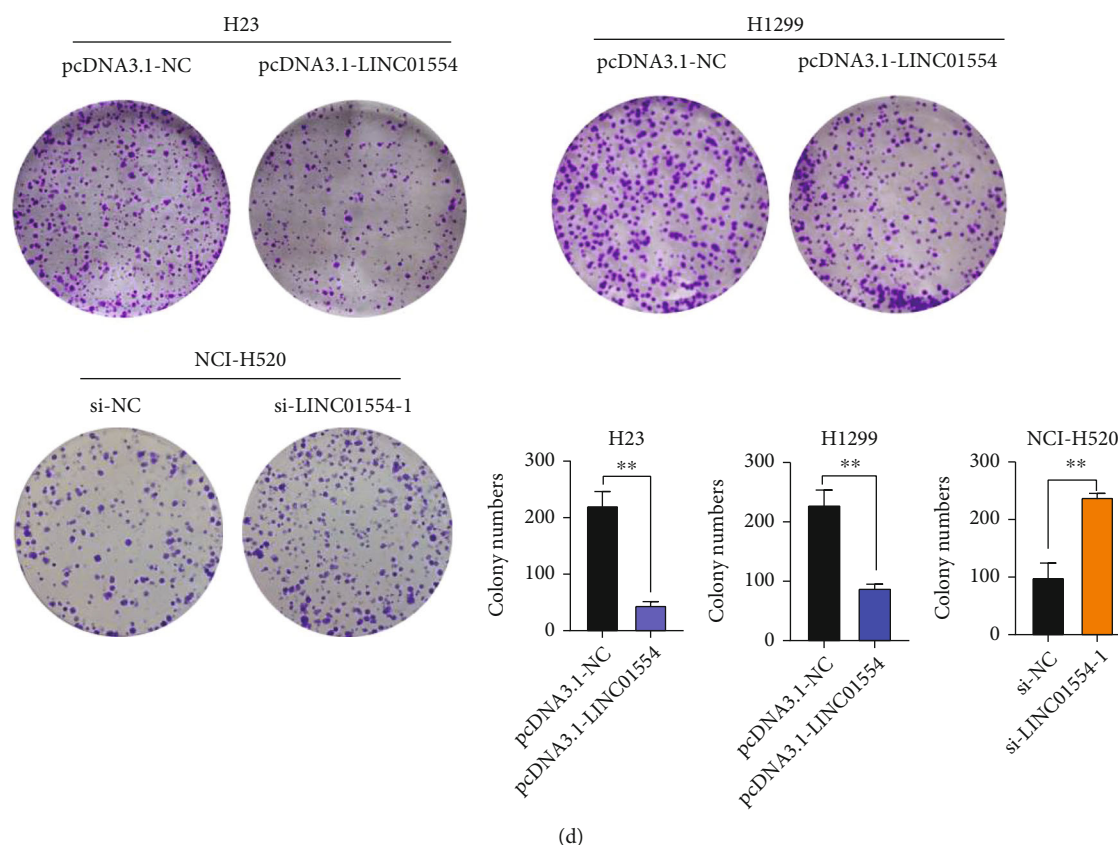 H23
pcDNA3.1-NC pcDNA3.1-LINC01554
H1299
pcDNA3.1-NC pcDNA3.1-LINC01554
NCI-H520
si-NC si-LINC01554-1
H23
Colony numbers
300
200
100
0
**
pcDNA3.1-NC
pcDNA3.1-LINC01554
H1299
Colony numbers
300
200
100
0
**
pcDNA3.1-NC
pcDNA3.1-LINC01554
NCI-H520
Colony numbers
300
200
100
0
**
si-NC
si-LINC01554-1
(d)